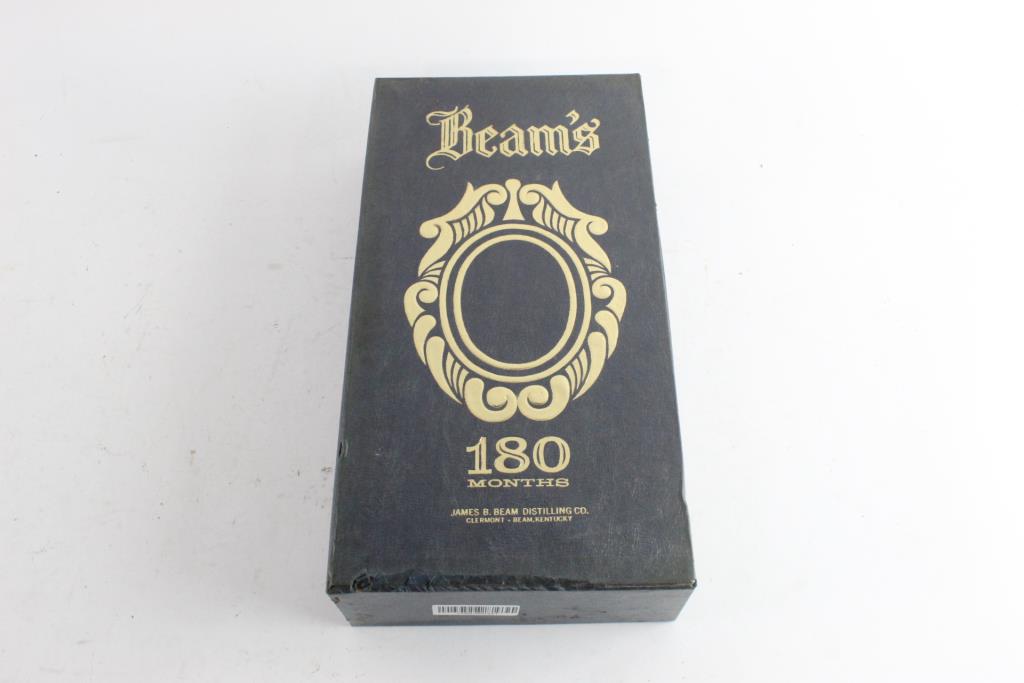 Beam's
180
MONTHS
JAMES B. BEAM DISTILLING CO.
CLERMONT - BEAM, KENTUCKY